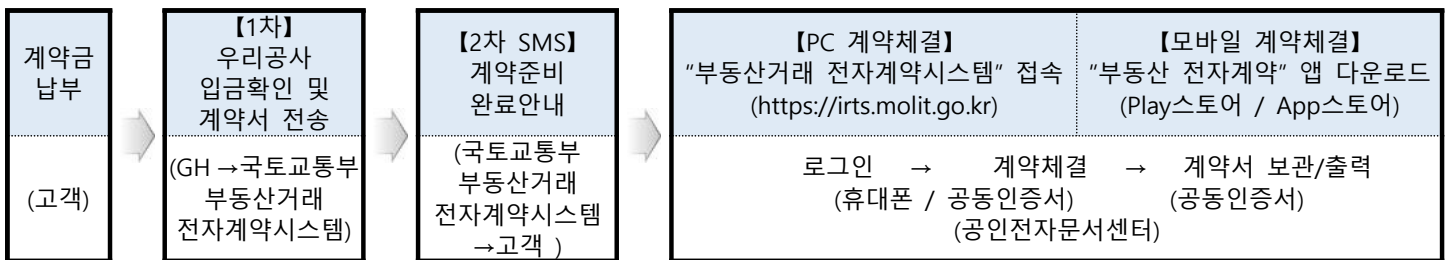 계약금
납부
(고객)
【1차】
우리공사
입금확인 및
계약서 전송
(GH →국토교통부
부동산거래
전자계약시스템)
【2차 SMS】
계약준비
완료안내
(국토교통부
부동산거래
전자계약시스템
→고객 )
【PC 계약체결】
“부동산거래 전자계약시스템” 접속
(https://irts.molit.go.kr)
【모바일 계약체결】
“부동산 전자계약” 앱 다운로드
(Play스토어 / App스토어)
로그인 → 계약체결 → 계약서 보관/출력
(휴대폰 / 공동인증서) (공동인증서)
(공인전자문서센터)